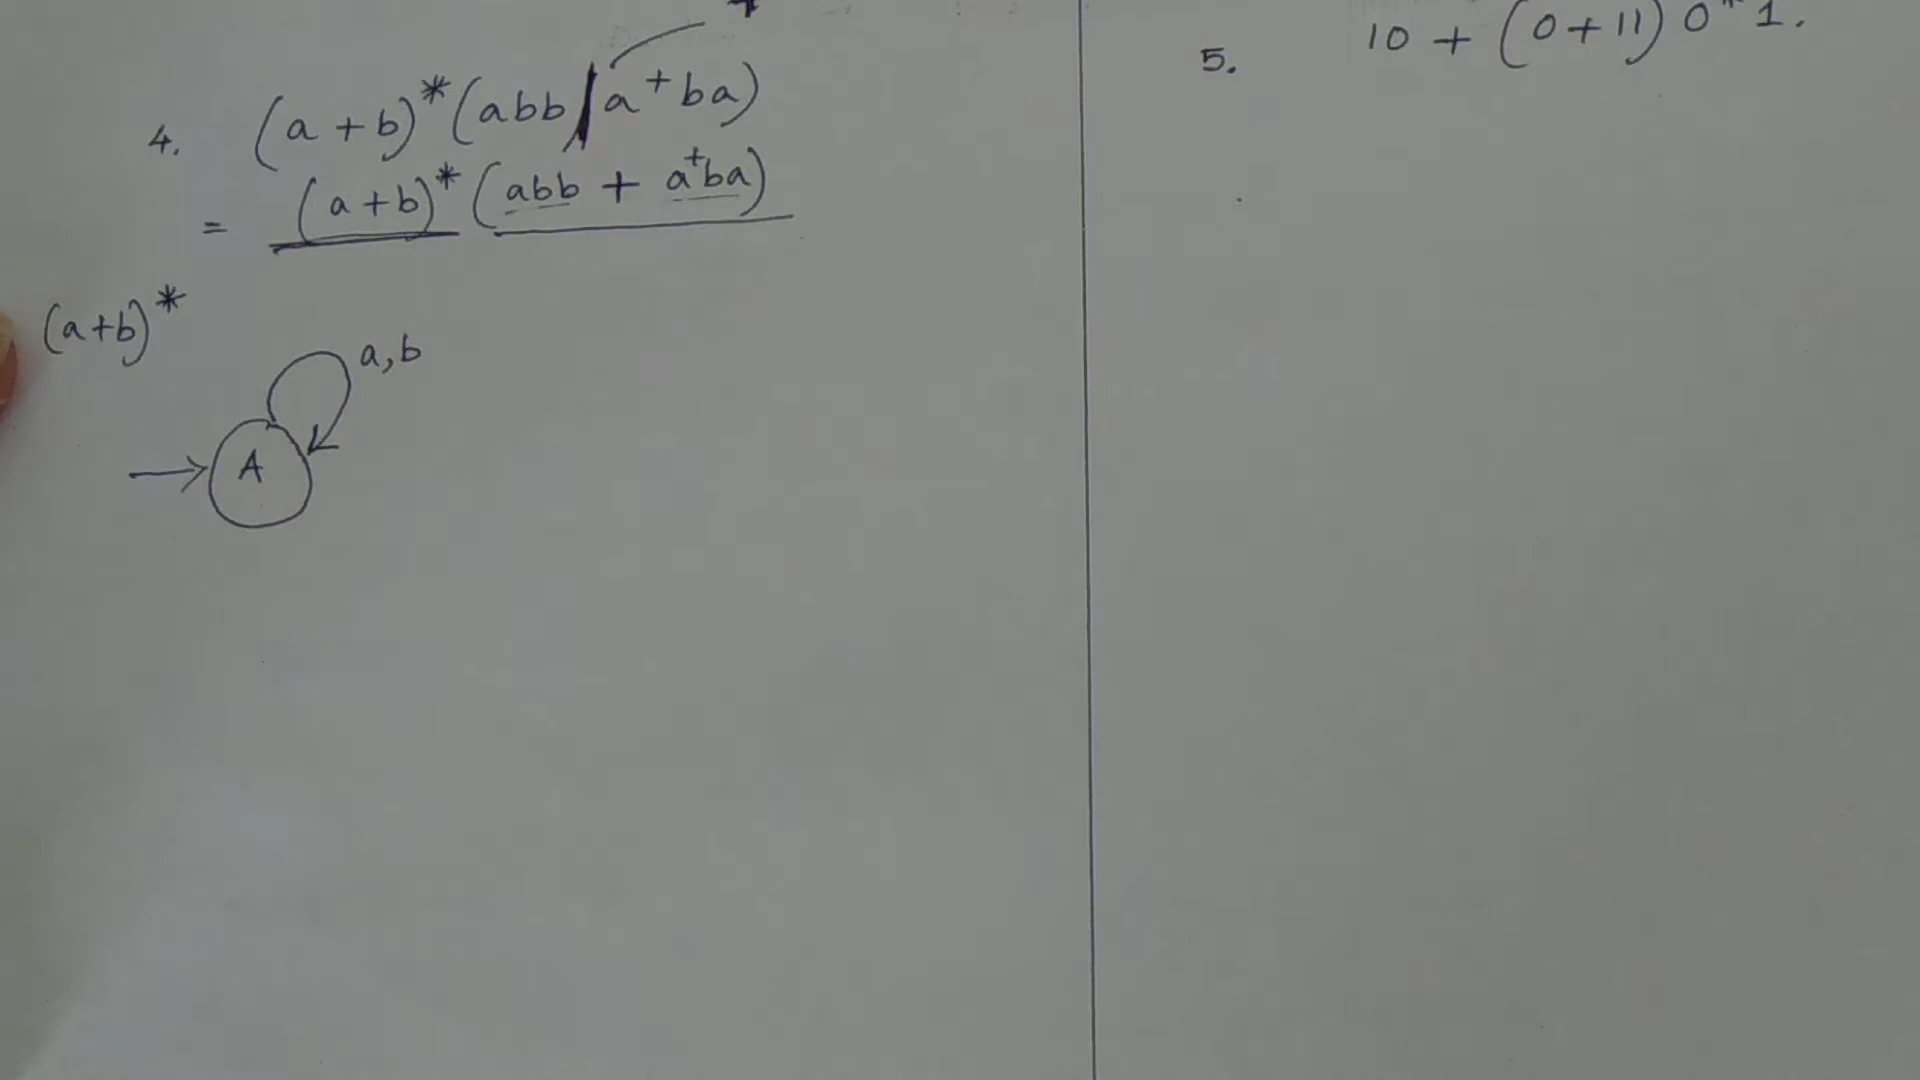 +
4. (a + b)* (abb / a⁺ba)
= (a + b)* (abb + a⁺ba)
(a+b)*
a, b
A
5. 10 + (0 + 11) 0* 1.